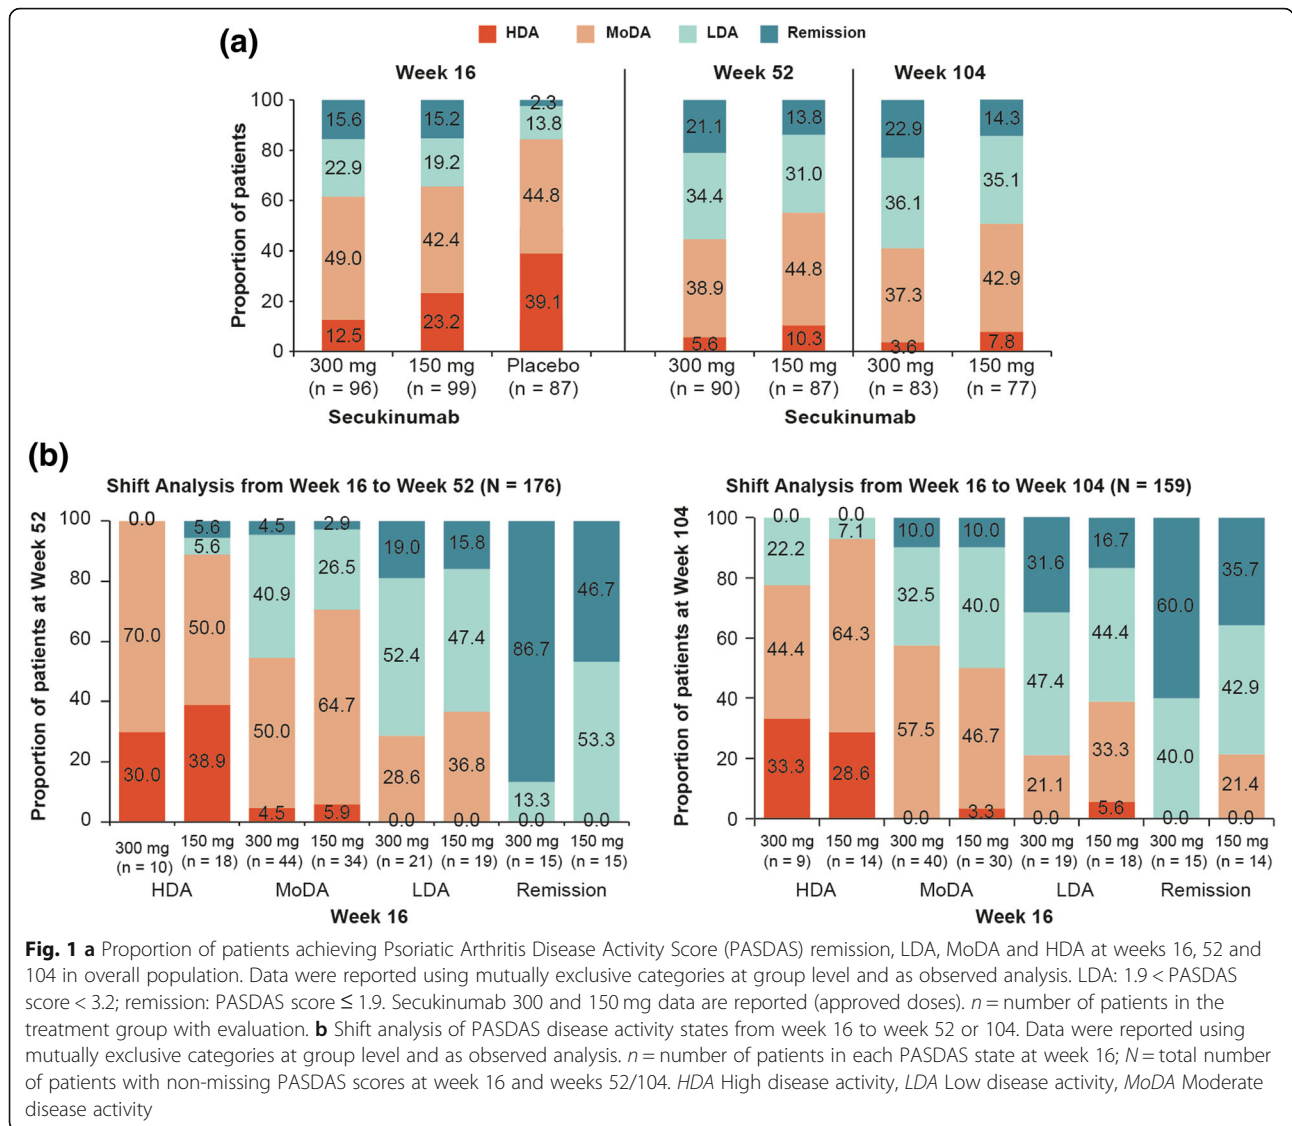 (a)
HDA MoDA LDA Remission
Week 16 Week 52 Week 104
Proportion of patients
100
80
60
40
20
0
15.6 15.2 2.3 21.1 13.8 22.9 14.3
22.9 19.2 13.8 34.4 31.0 36.1 35.1
49.0 42.4 44.8 38.9 44.8 37.3 42.9
12.5 23.2 39.1 5.6 10.3 3.6 7.8
300 mg 150 mg Placebo 300 mg 150 mg 300 mg 150 mg
(n = 96) (n = 99) (n = 87) (n = 90) (n = 87) (n = 83) (n = 77)
Secukinumab Secukinumab
(b)
Shift Analysis from Week 16 to Week 52 (N = 176)
Proportion of patients at Week 52
100
80
60
40
20
0
0.0 5.6 4.5 2.9 19.0 15.8 86.7 46.7
5.6 40.9 26.5 52.4 47.4 13.3 53.3
70.0 50.0 50.0 64.7 28.6 36.8
30.0 38.9 4.5 5.9 0.0 0.0 0.0 0.0
300 mg 150 mg 300 mg 150 mg 300 mg 150 mg 300 mg 150 mg
(n = 10) (n = 18) (n = 44) (n = 34) (n = 21) (n = 19) (n = 15) (n = 15)
HDA MoDA LDA Remission
Week 16
Shift Analysis from Week 16 to Week 104 (N = 159)
Proportion of patients at Week 104
100
80
60
40
20
0
0.0 0.0 10.0 10.0 31.6 16.7 60.0 35.7
22.2 7.1 32.5 40.0 47.4 44.4 40.0 42.9
44.4 64.3 57.5 46.7 21.1 33.3 21.4
33.3 28.6 0.0 3.3 0.0 5.6 0.0 0.0
300 mg 150 mg 300 mg 150 mg 300 mg 150 mg 300 mg 150 mg
(n = 9) (n = 14) (n = 40) (n = 30) (n = 19) (n = 18) (n = 15) (n = 14)
HDA MoDA LDA Remission
Week 16
Fig. 1 a Proportion of patients achieving Psoriatic Arthritis Disease Activity Score (PASDAS) remission, LDA, MoDA and HDA at weeks 16, 52 and
104 in overall population. Data were reported using mutually exclusive categories at group level and as observed analysis. LDA: 1.9 < PASDAS
score < 3.2; remission: PASDAS score ≤ 1.9. Secukinumab 300 and 150 mg data are reported (approved doses). n = number of patients in the
treatment group with evaluation. b Shift analysis of PASDAS disease activity states from week 16 to week 52 or 104. Data were reported using
mutually exclusive categories at group level and as observed analysis. n = number of patients in each PASDAS state at week 16; N = total number
of patients with non-missing PASDAS scores at week 16 and weeks 52/104. HDA High disease activity, LDA Low disease activity, MoDA Moderate
disease activity